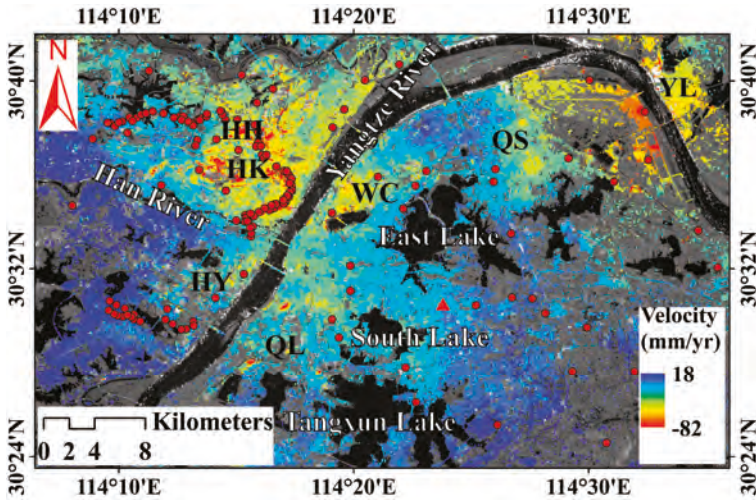 114°10'E 114°20'E 114°30'E
N
30°40'N 30°40'N
30°32'N 30°32'N
30°24'N 30°24'N
YL
HH
HK
Yangtze River
QS
WC
Han River
East Lake
HY
QL
South Lake
Tangxun Lake
Velocity
(mm/yr)
18
-82
Kilometers
0 2 4 8
114°10'E 114°20'E 114°30'E